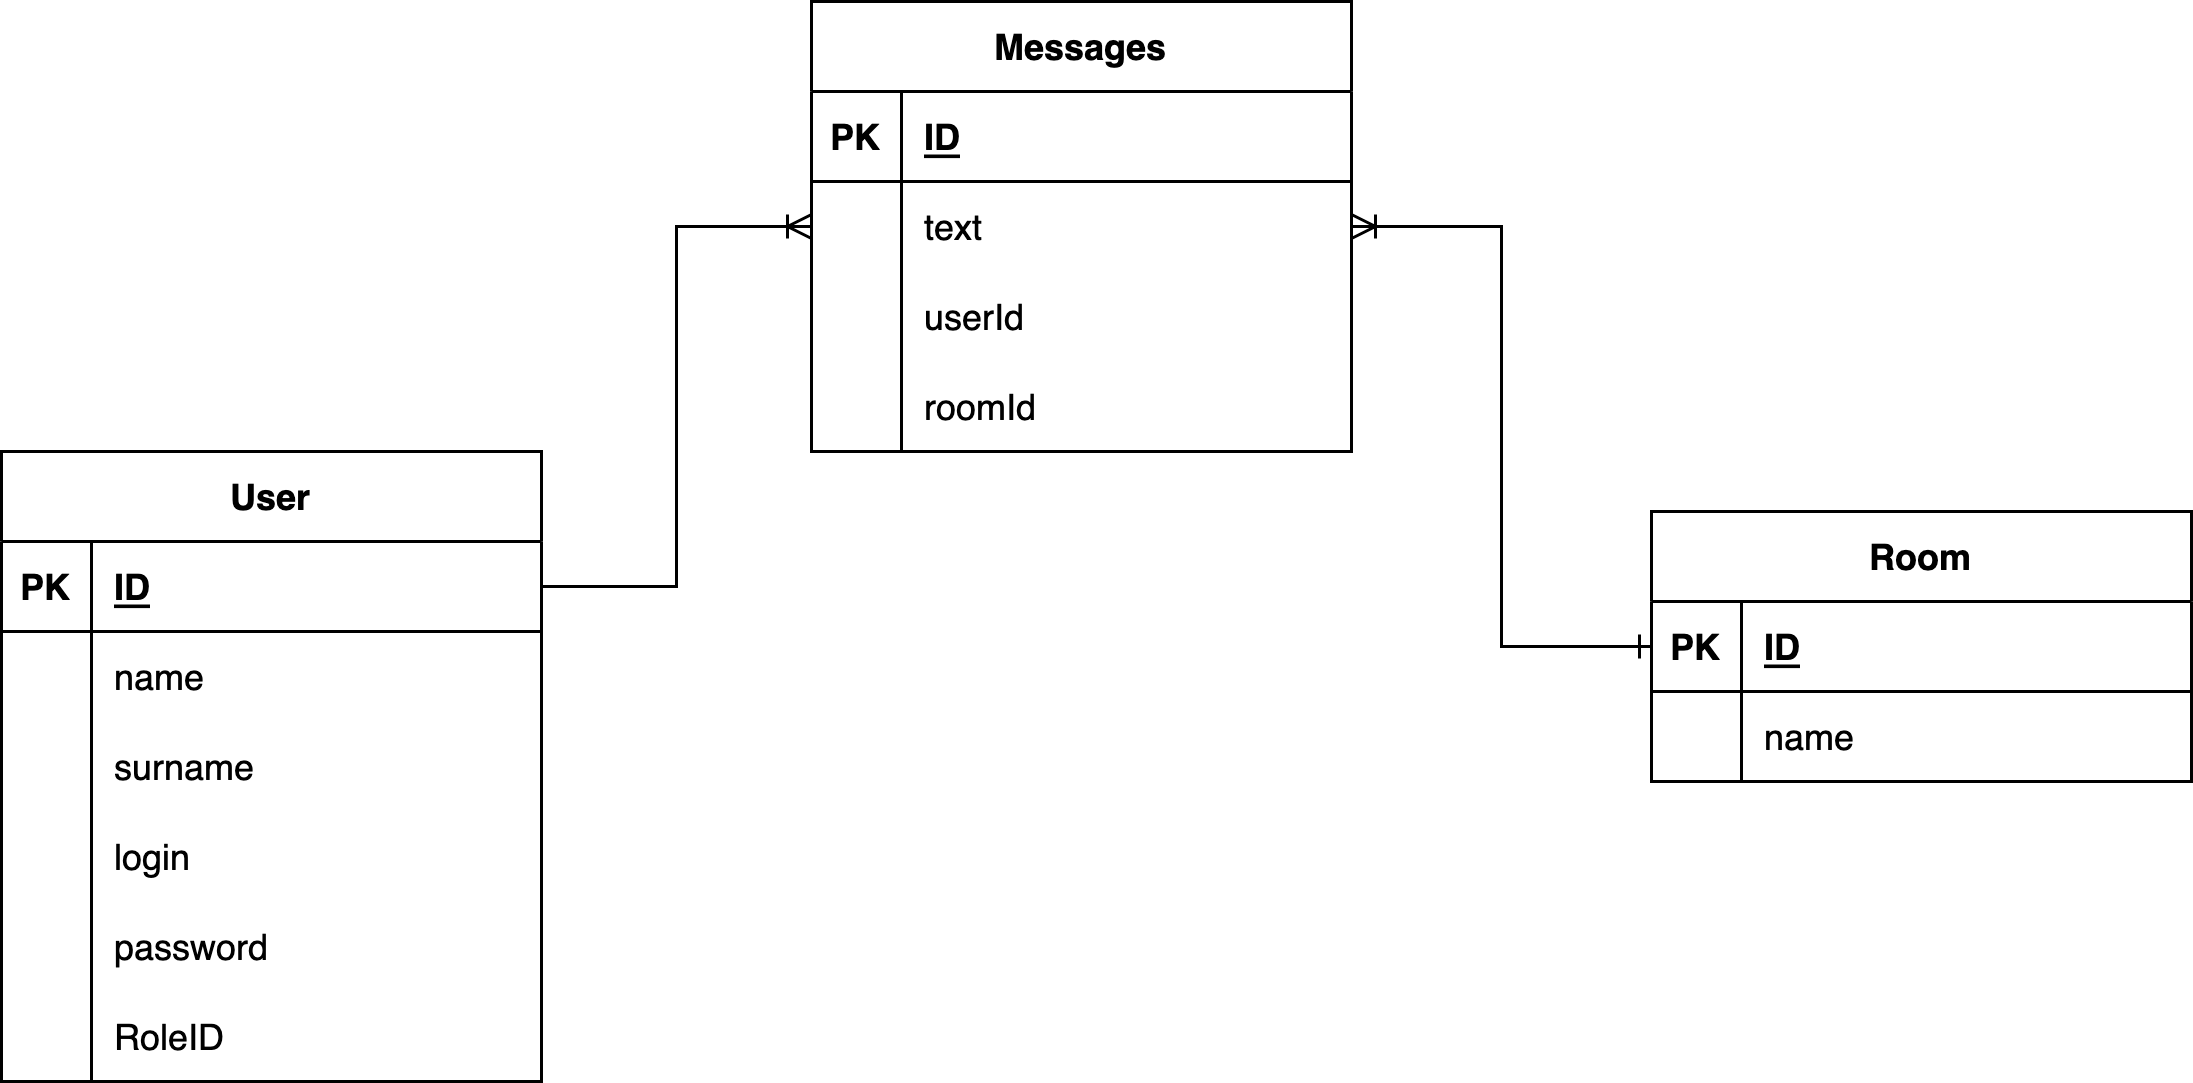 Messages
PK ID
text
userId
roomId
User
PK ID
name
surname
login
password
RoleID
Room
PK ID
name